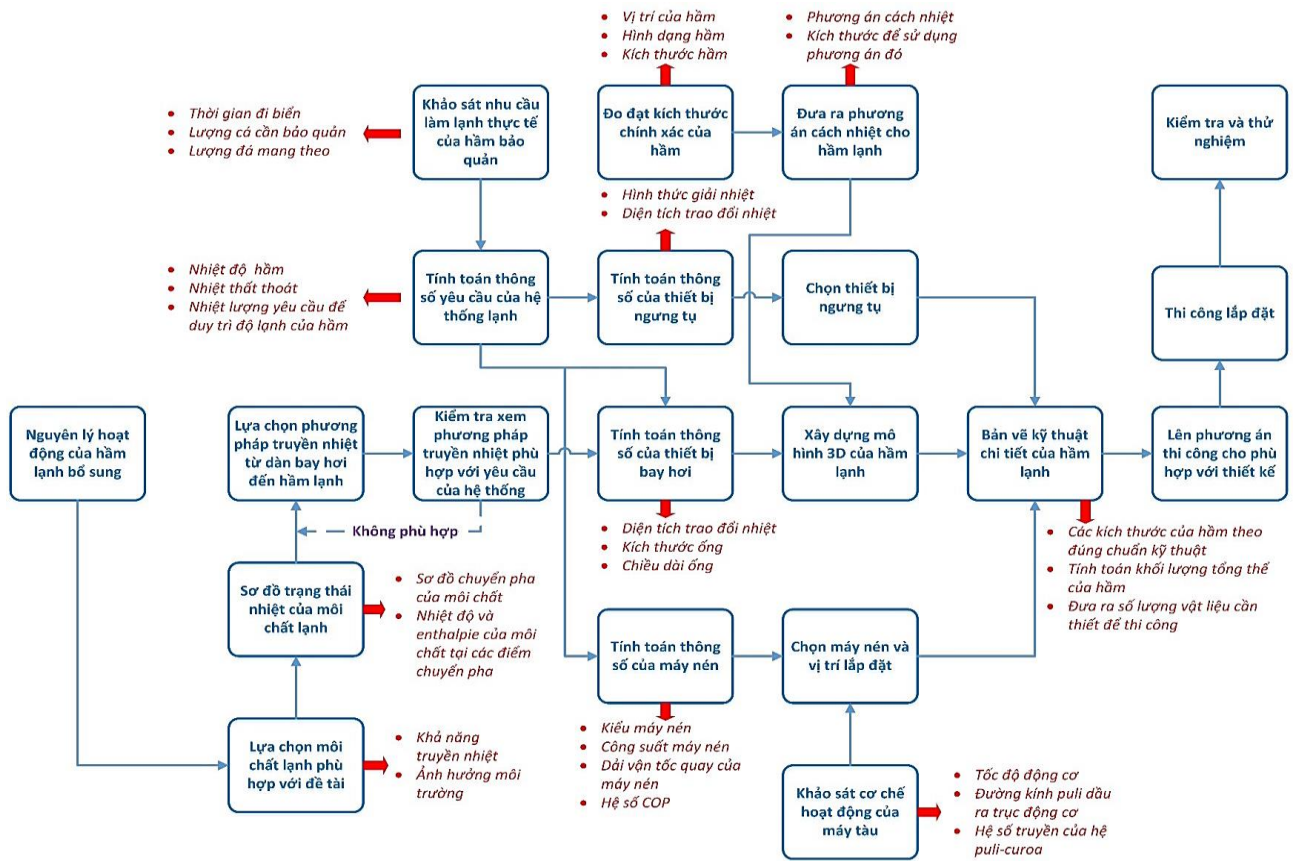 • Vị trí của hầm
• Hình dạng hầm
• Kích thước hầm
• Phương án cách nhiệt
• Kích thước để sử dụng
phương án đó
• Thời gian đi biển
• Lượng cá cần bảo quản
• Lượng đá mang theo
Khảo sát nhu cầu
làm lạnh thực tế
của hầm bảo
quản
Đo đạt kích thước
chính xác của
hầm
Đưa ra phương
án cách nhiệt cho
hầm lạnh
Kiểm tra và thử
nghiệm
• Hình thức giải nhiệt
• Diện tích trao đổi nhiệt
• Nhiệt độ hầm
• Nhiệt thất thoát
• Nhiệt lượng yêu cầu để
duy trì độ lạnh của hầm
Tính toán thông
số yêu cầu của hệ
thống lạnh
Tính toán thông
số của thiết bị
ngưng tụ
Chọn thiết bị
ngưng tụ
Thi công lắp đặt
Nguyên lý hoạt
động của hầm
lạnh bổ sung
Lựa chọn phương
pháp truyền nhiệt
từ dàn bay hơi
đến hầm lạnh
Kiểm tra xem
phương pháp
truyền nhiệt phù
hợp với yêu cầu
của hệ thống
Tính toán thông
số của thiết bị
bay hơi
Xây dựng mô
hình 3D của hầm
lạnh
Bản vẽ kỹ thuật
chi tiết của hầm
lạnh
Lên phương án
thi công cho phù
hợp với thiết kế
Không phù hợp
• Diện tích trao đổi nhiệt
• Kích thước ống
• Chiều dài ống
• Các kích thước của hầm theo
đúng chuẩn kỹ thuật
• Tính toán khối lượng tổng thể
của hầm
• Đưa ra số lượng vật liệu cần
thiết để thi công
Sơ đồ trạng thái
nhiệt của môi
chất lạnh
• Sơ đồ chuyển pha
của môi chất
• Nhiệt độ và
enthalpie của môi
chất tại các điểm
chuyển pha
Tính toán thông
số của máy nén
Chọn máy nén và
vị trí lắp đặt
Lựa chọn môi
chất lạnh phù
hợp với đề tài
• Khả năng
truyền nhiệt
• Ảnh hưởng môi
trường
• Kiểu máy nén
• Công suất máy nén
• Dải vận tốc quay của
máy nén
• Hệ số COP
Khảo sát cơ chế
hoạt động của
máy tàu
• Tốc độ động cơ
• Đường kính puli dầu
ra trục động cơ
• Hệ số truyền của hệ
puli-curoa